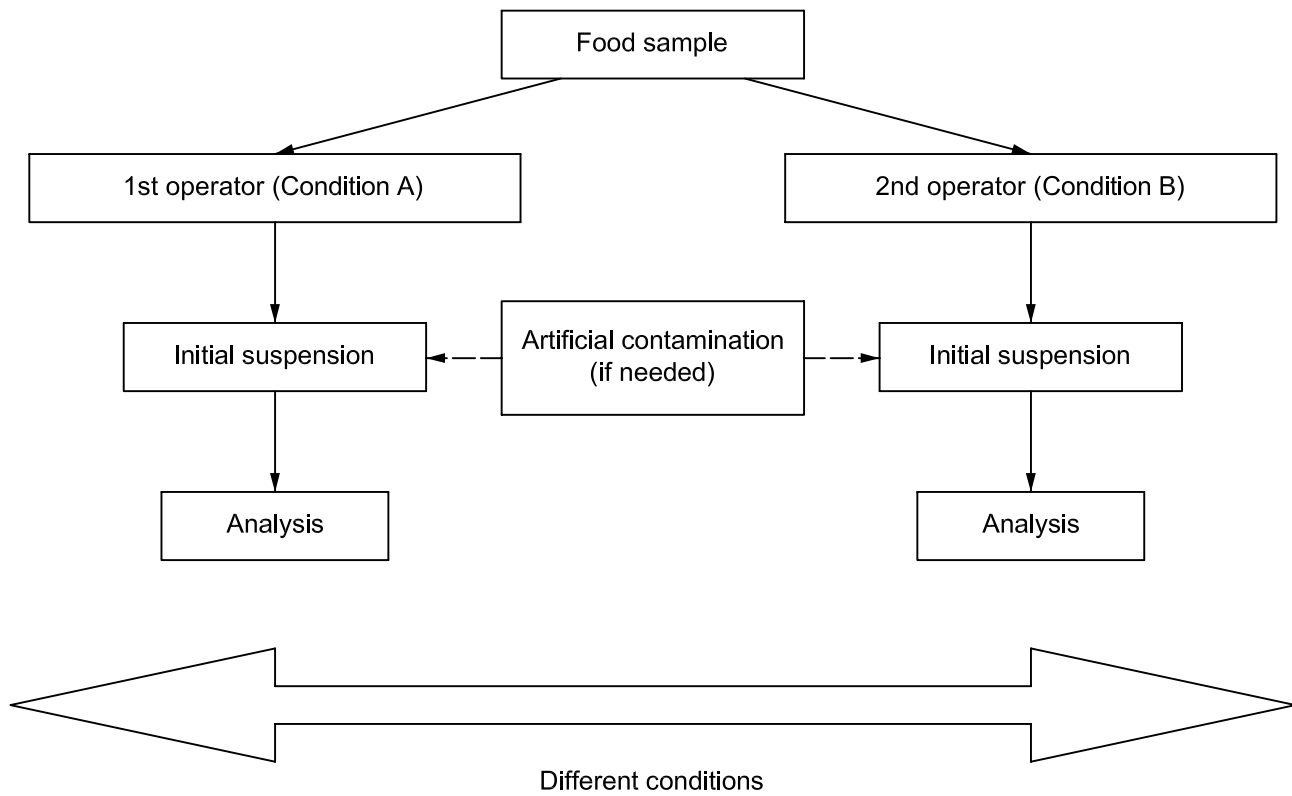 Food sample
1st operator (Condition A)
2nd operator (Condition B)
Initial suspension
Artificial contamination
(if needed)
Initial suspension
Analysis
Analysis
Different conditions